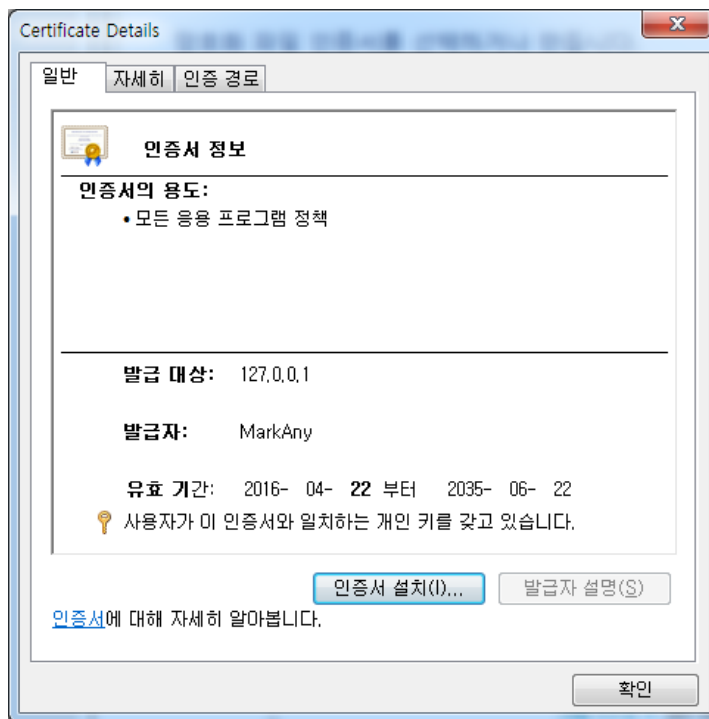 Certificate Details
일반 자세히 인증 경로
인증서 정보
인증서의 용도:
• 모든 응용 프로그램 정책
발급 대상: 127.0.0.1
발급자: MarkAny
유효 기간: 2016- 04- 22 부터 2035- 06- 22
사용자가 이 인증서와 일치하는 개인 키를 갖고 있습니다.
인증서 설치(I)... 발급자 설명(S)
인증서에 대해 자세히 알아봅니다.
확인